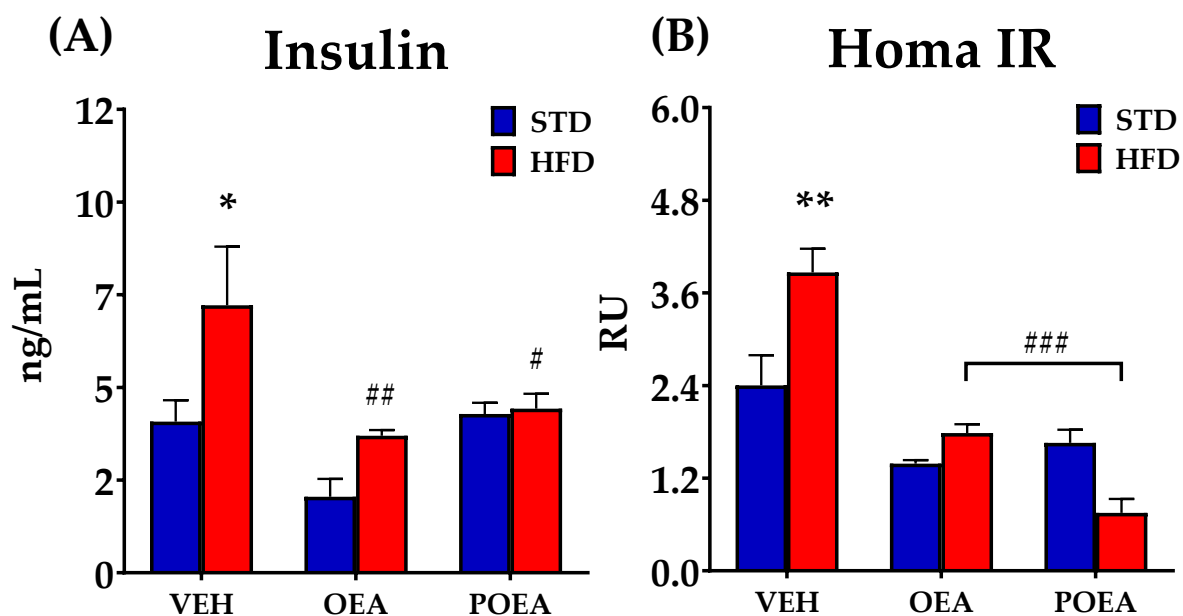 (A) Insulin
STD
HFD
ng/mL
12
10
7
5
2
0
*
##
#
VEH OEA POEA
(B) Homa IR
STD
HFD
RU
6.0
4.8
3.6
2.4
1.2
0.0
**
###
VEH OEA POEA